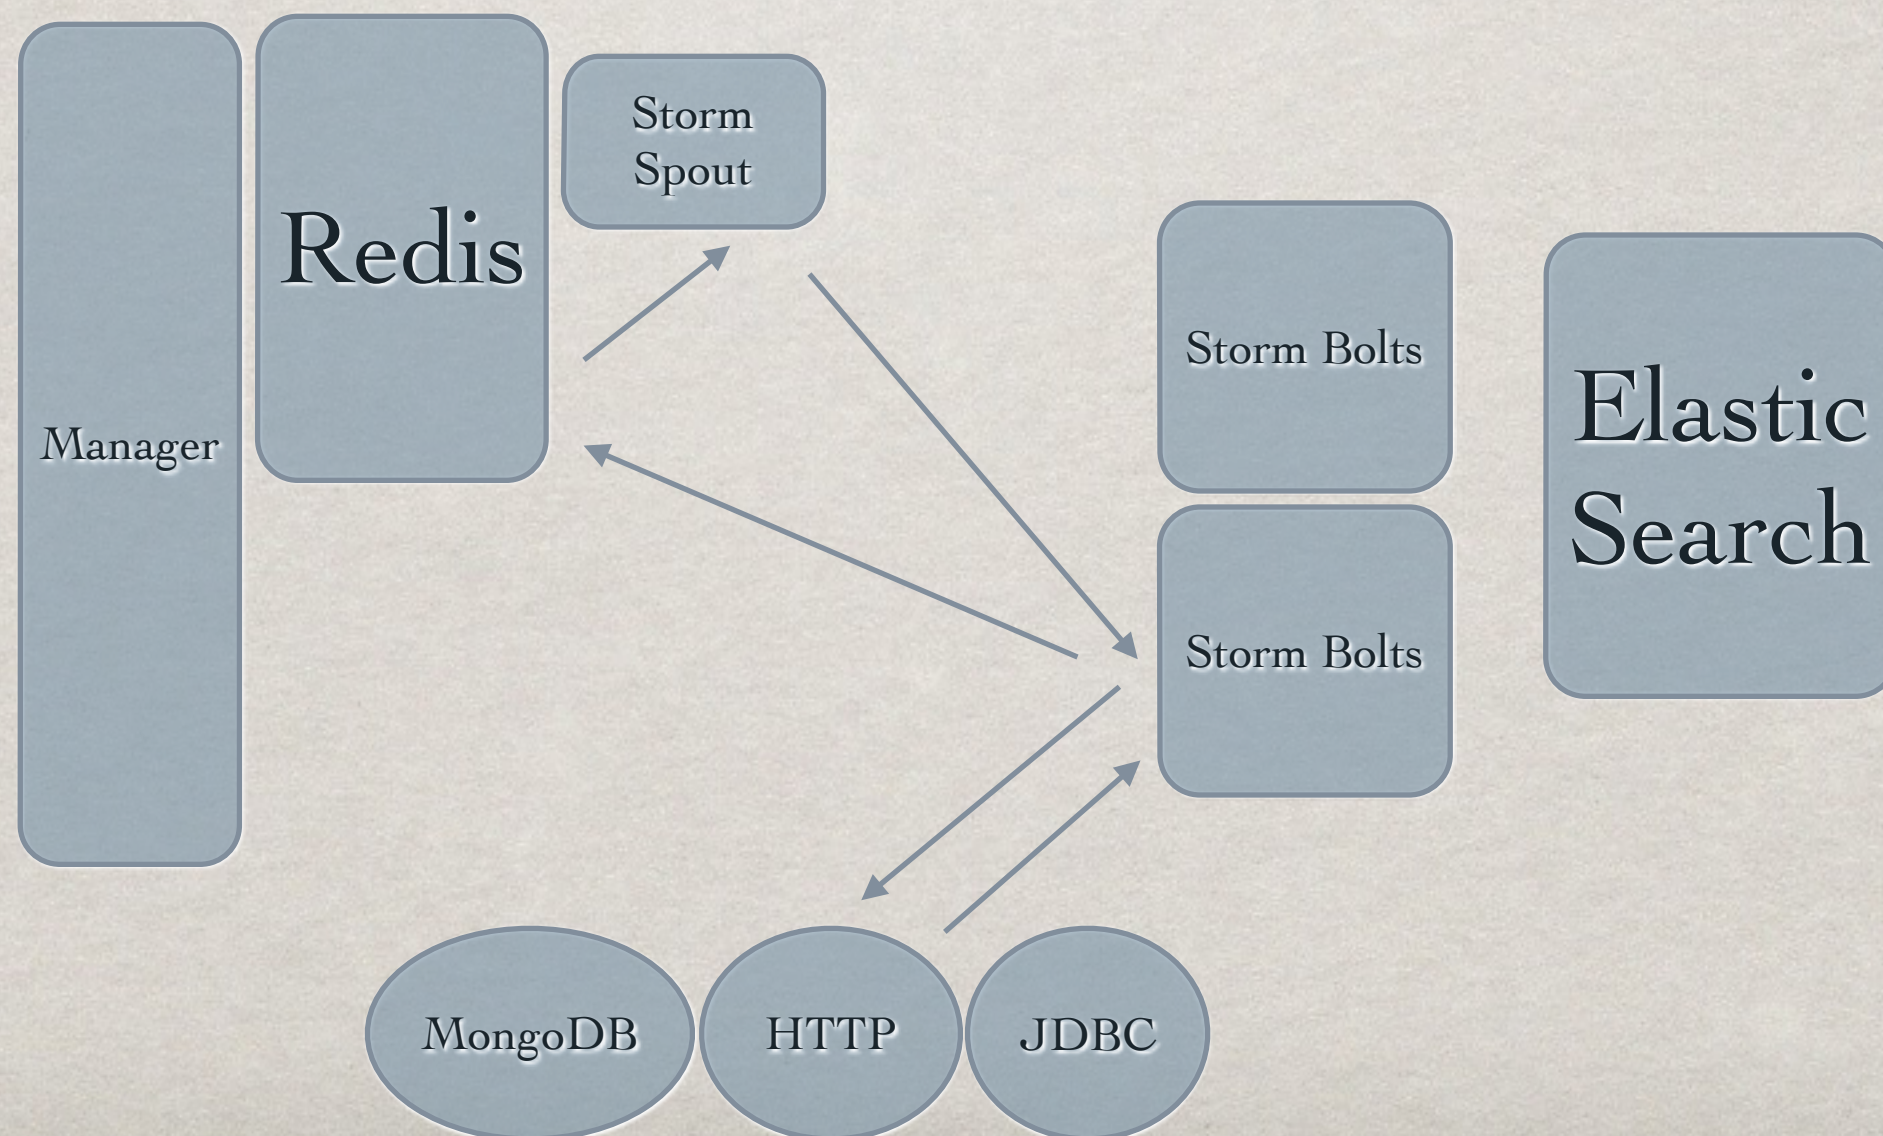 Manager
Redis
Storm
Spout
Storm Bolts
Storm Bolts
Elastic
Search
MongoDB
HTTP
JDBC